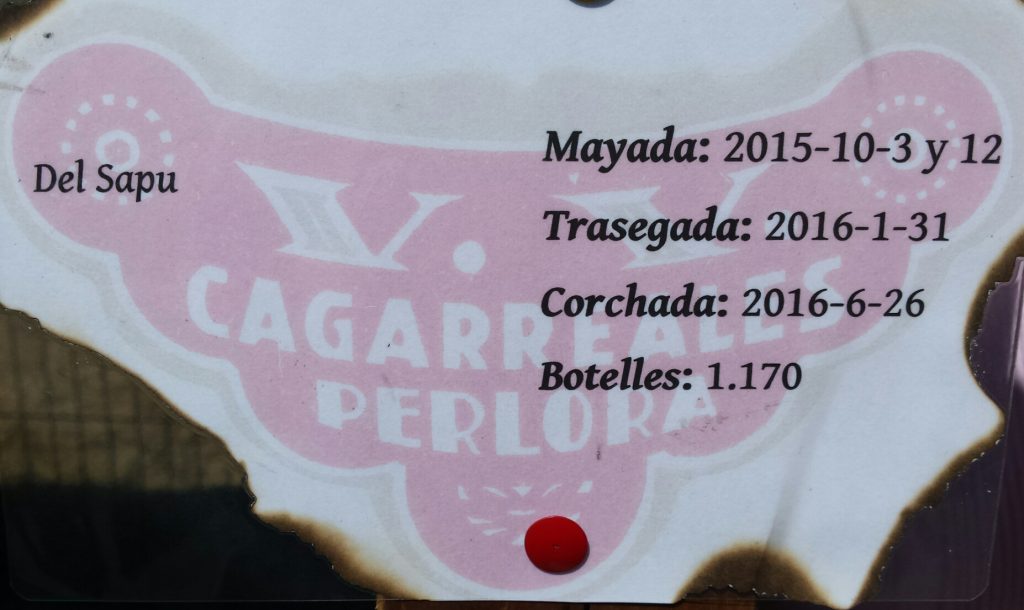 Del Sapu
Mayada: 2015-10-3 y 12
Trasegada: 2016-1-31
Corchada: 2016-6-26
Botelles: 1.170
V. V
CAGARREALES
PERLORA